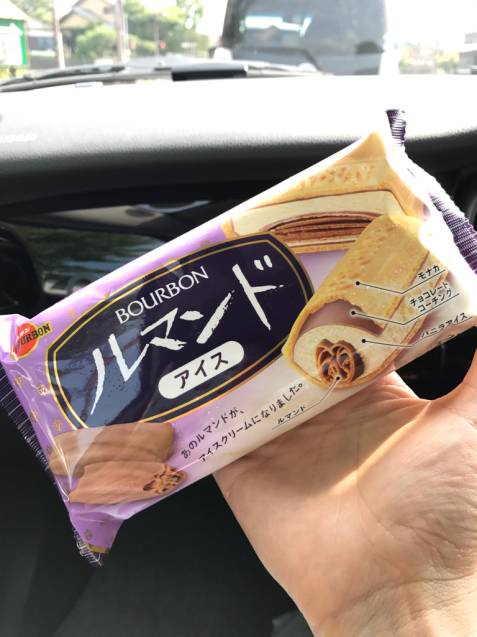 BOURBON
BOURBON
ルマンド
アイス
あのルマンドが、
アイスクリームになりました。
モナカ
チョコレート
コーチング
バニラアイス
ルマンド